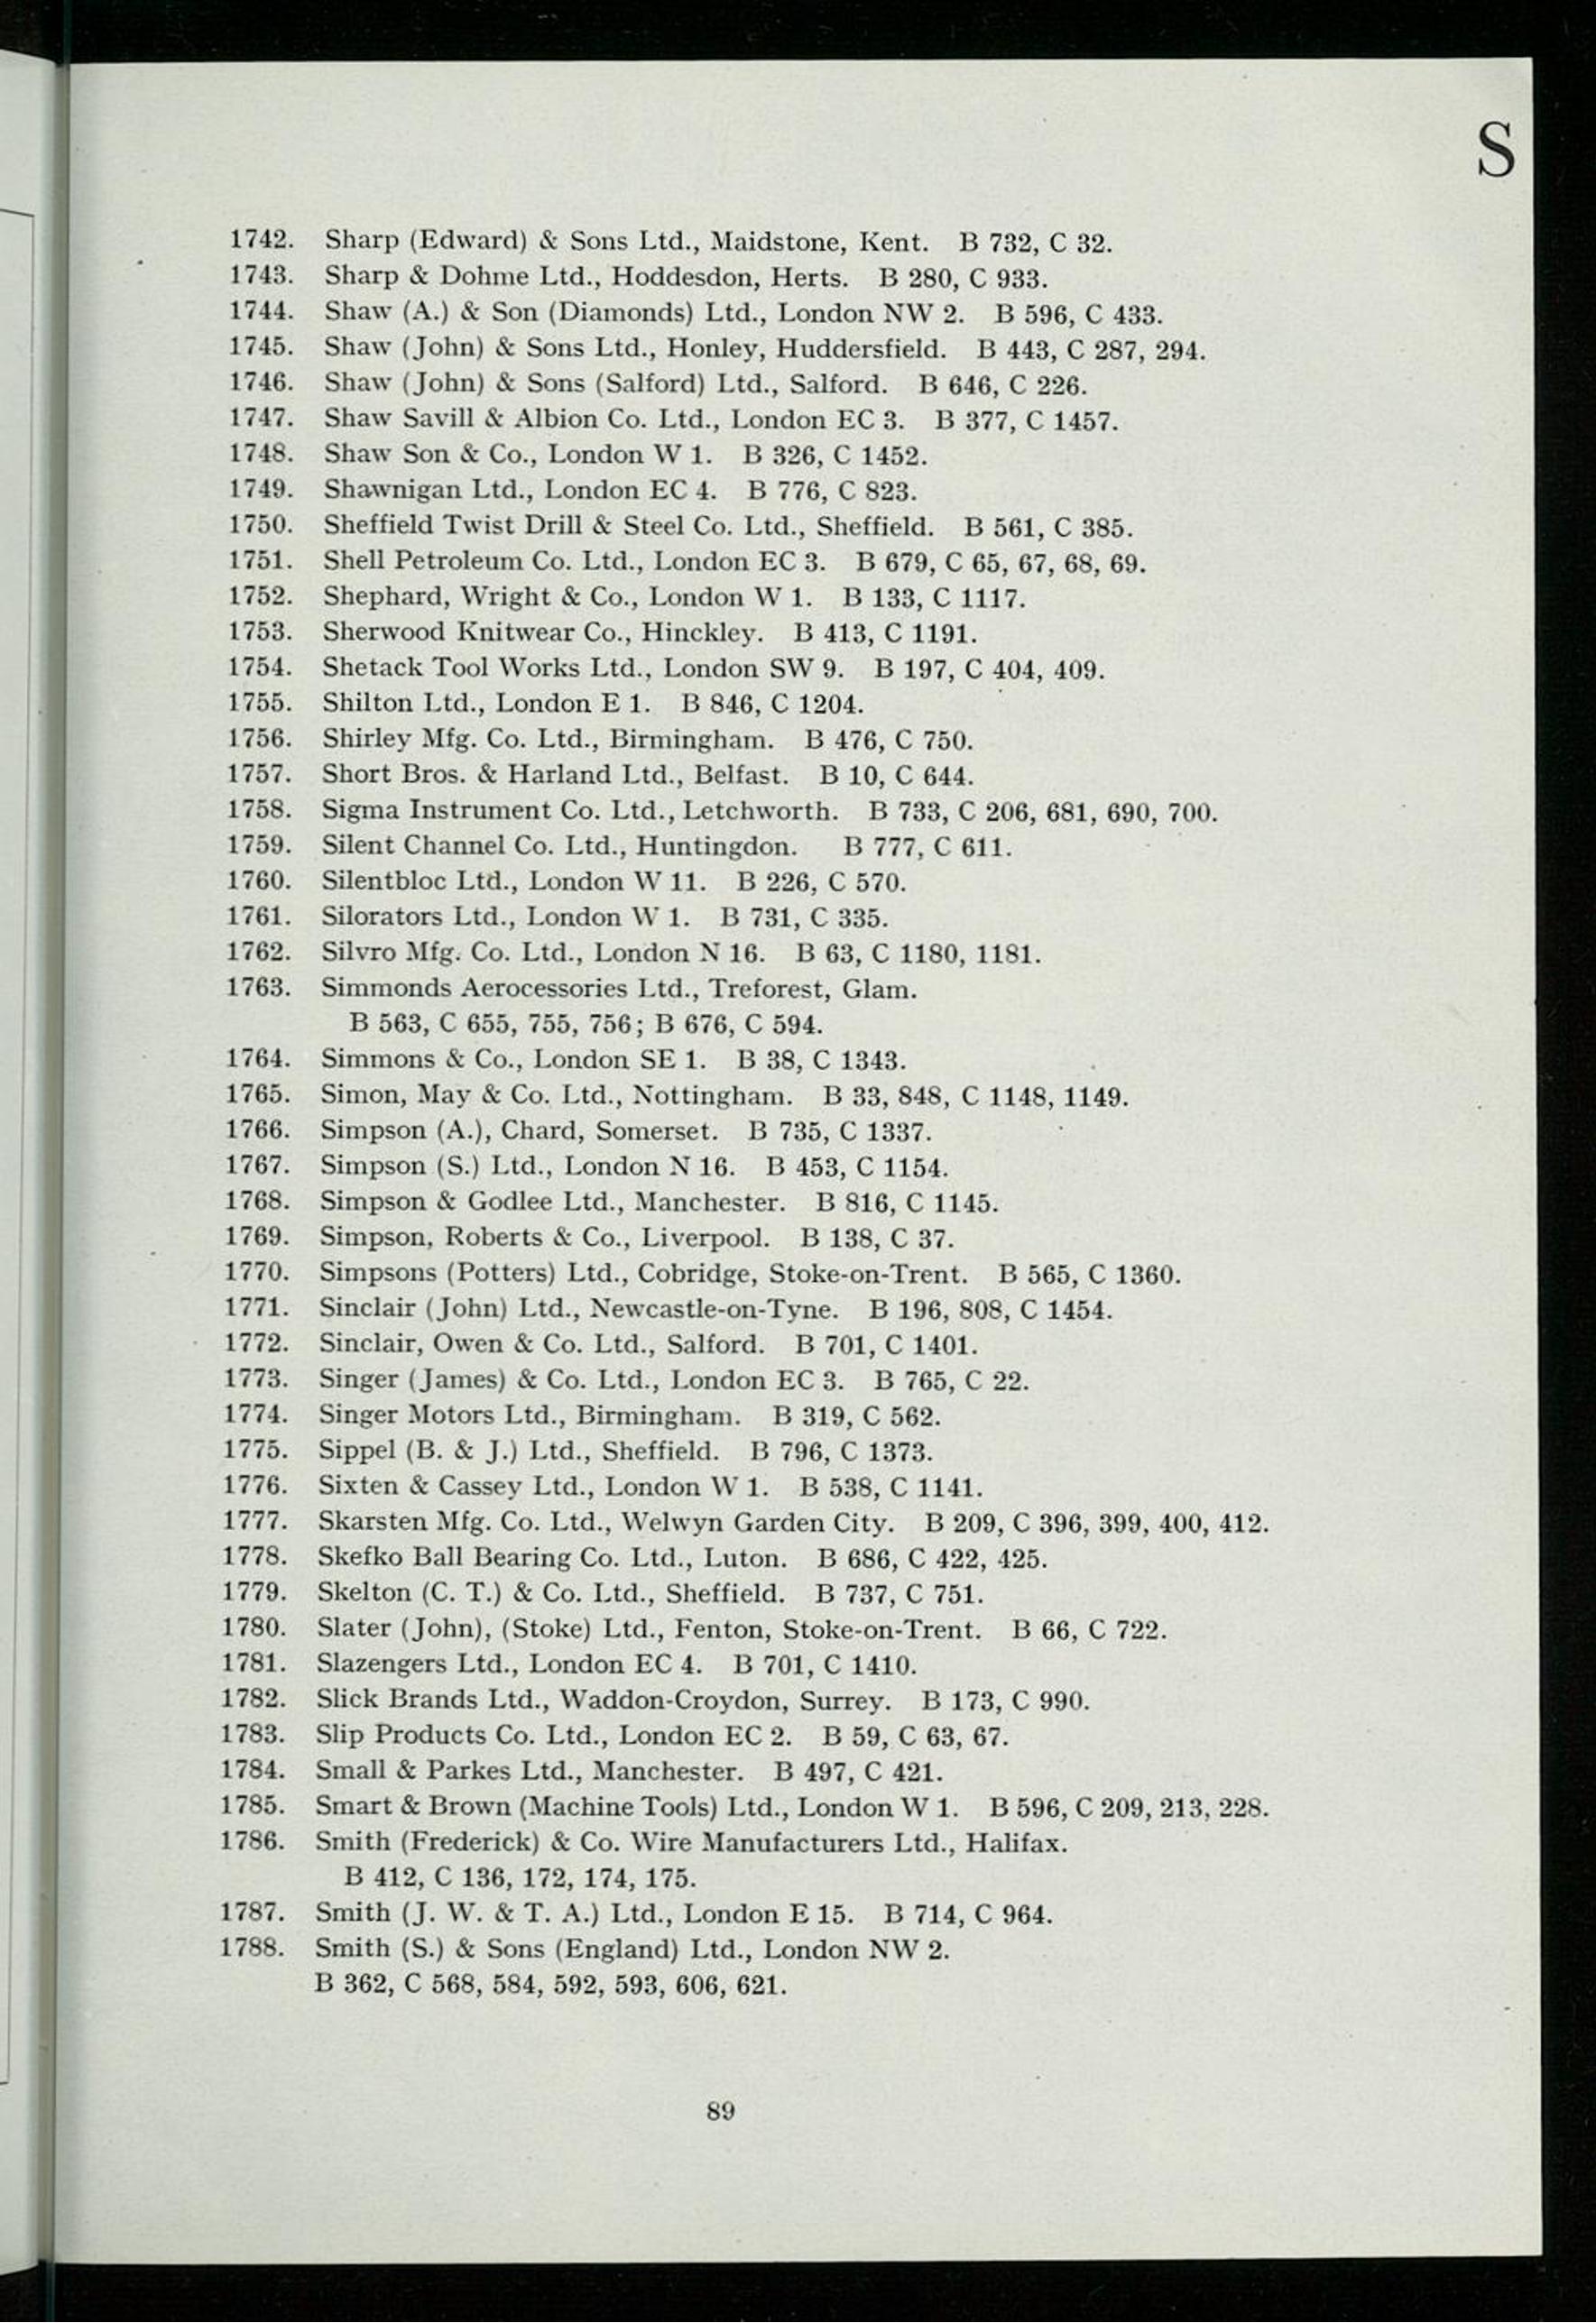 S
1742. Sharp (Edward) & Sons Ltd., Maidstone, Kent. B 732, C 32.
1743. Sharp & Dohme Ltd., Hoddesdon, Herts. B 280, C 933.
1744. Shaw (A.) & Son (Diamonds) Ltd., London NW 2. B 596, C 433.
1745. Shaw (John) & Sons Ltd., Honley, Huddersfield. B 443, C 287, 294.
1746. Shaw (John) & Sons (Salford) Ltd., Salford. B 646, C 226.
1747. Shaw Savill & Albion Co. Ltd., London EC 3. B 377, C 1457.
1748. Shaw Son & Co., London W 1. B 326, C 1452.
1749. Shawnigan Ltd., London EC 4. B 776, C 823.
1750. Sheffield Twist Drill & Steel Co. Ltd., Sheffield. B 561, C 385.
1751. Shell Petroleum Co. Ltd., London EC 3. B 679, C 65, 67, 68, 69.
1752. Shephard, Wright & Co., London W 1. B 133, C 1117.
1753. Sherwood Knitwear Co., Hinckley. B 413, C 1191.
1754. Shetack Tool Works Ltd., London SW 9. B 197, C 404, 409.
1755. Shilton Ltd., London E 1. B 846, C 1204.
1756. Shirley Mfg. Co. Ltd., Birmingham. B 476, C 750.
1757. Short Bros. & Harland Ltd., Belfast. B 10, C 644.
1758. Sigma Instrument Co. Ltd., Letchworth. B 733, C 206, 681, 690, 700.
1759. Silent Channel Co. Ltd., Huntingdon. B 777, C 611.
1760. Silentbloc Ltd., London W 11. B 226, C 570.
1761. Silorators Ltd., London W 1. B 731, C 335.
1762. Silvro Mfg. Co. Ltd., London N 16. B 63, C 1180, 1181.
1763. Simmonds Aerocessories Ltd., Treforest, Glam.
B 563, C 655, 755, 756; B 676, C 594.
1764. Simmons & Co., London SE 1. B 38, C 1343.
1765. Simon, May & Co. Ltd., Nottingham. B 33, 848, C 1148, 1149.
1766. Simpson (A.), Chard, Somerset. B 735, C 1337.
1767. Simpson (S.) Ltd., London N 16. B 453, C 1154.
1768. Simpson & Godlee Ltd., Manchester. B 816, C 1145.
1769. Simpson, Roberts & Co., Liverpool. B 138, C 37.
1770. Simpsons (Potters) Ltd., Cobridge, Stoke-on-Trent. B 565, C 1360.
1771. Sinclair (John) Ltd., Newcastle-on-Tyne. B 196, 808, C 1454.
1772. Sinclair, Owen & Co. Ltd., Salford. B 701, C 1401.
1773. Singer (James) & Co. Ltd., London EC 3. B 765, C 22.
1774. Singer Motors Ltd., Birmingham. B 319, C 562.
1775. Sippel (B. & J.) Ltd., Sheffield. B 796, C 1373.
1776. Sixten & Cassey Ltd., London W 1. B 538, C 1141.
1777. Skarsten Mfg. Co. Ltd., Welwyn Garden City. B 209, C 396, 399, 400, 412.
1778. Skefko Ball Bearing Co. Ltd., Luton. B 686, C 422, 425.
1779. Skelton (C. T.) & Co. Ltd., Sheffield. B 737, C 751.
1780. Slater (John), (Stoke) Ltd., Fenton, Stoke-on-Trent. B 66, C 722.
1781. Slazengers Ltd., London EC 4. B 701, C 1410.
1782. Slick Brands Ltd., Waddon-Croydon, Surrey. B 173, C 990.
1783. Slip Products Co. Ltd., London EC 2. B 59, C 63, 67.
1784. Small & Parkes Ltd., Manchester. B 497, C 421.
1785. Smart & Brown (Machine Tools) Ltd., London W 1. B 596, C 209, 213, 228.
1786. Smith (Frederick) & Co. Wire Manufacturers Ltd., Halifax.
B 412, C 136, 172, 174, 175.
1787. Smith (J. W. & T. A.) Ltd., London E 15. B 714, C 964.
1788. Smith (S.) & Sons (England) Ltd., London NW 2.
B 362, C 568, 584, 592, 593, 606, 621.
89